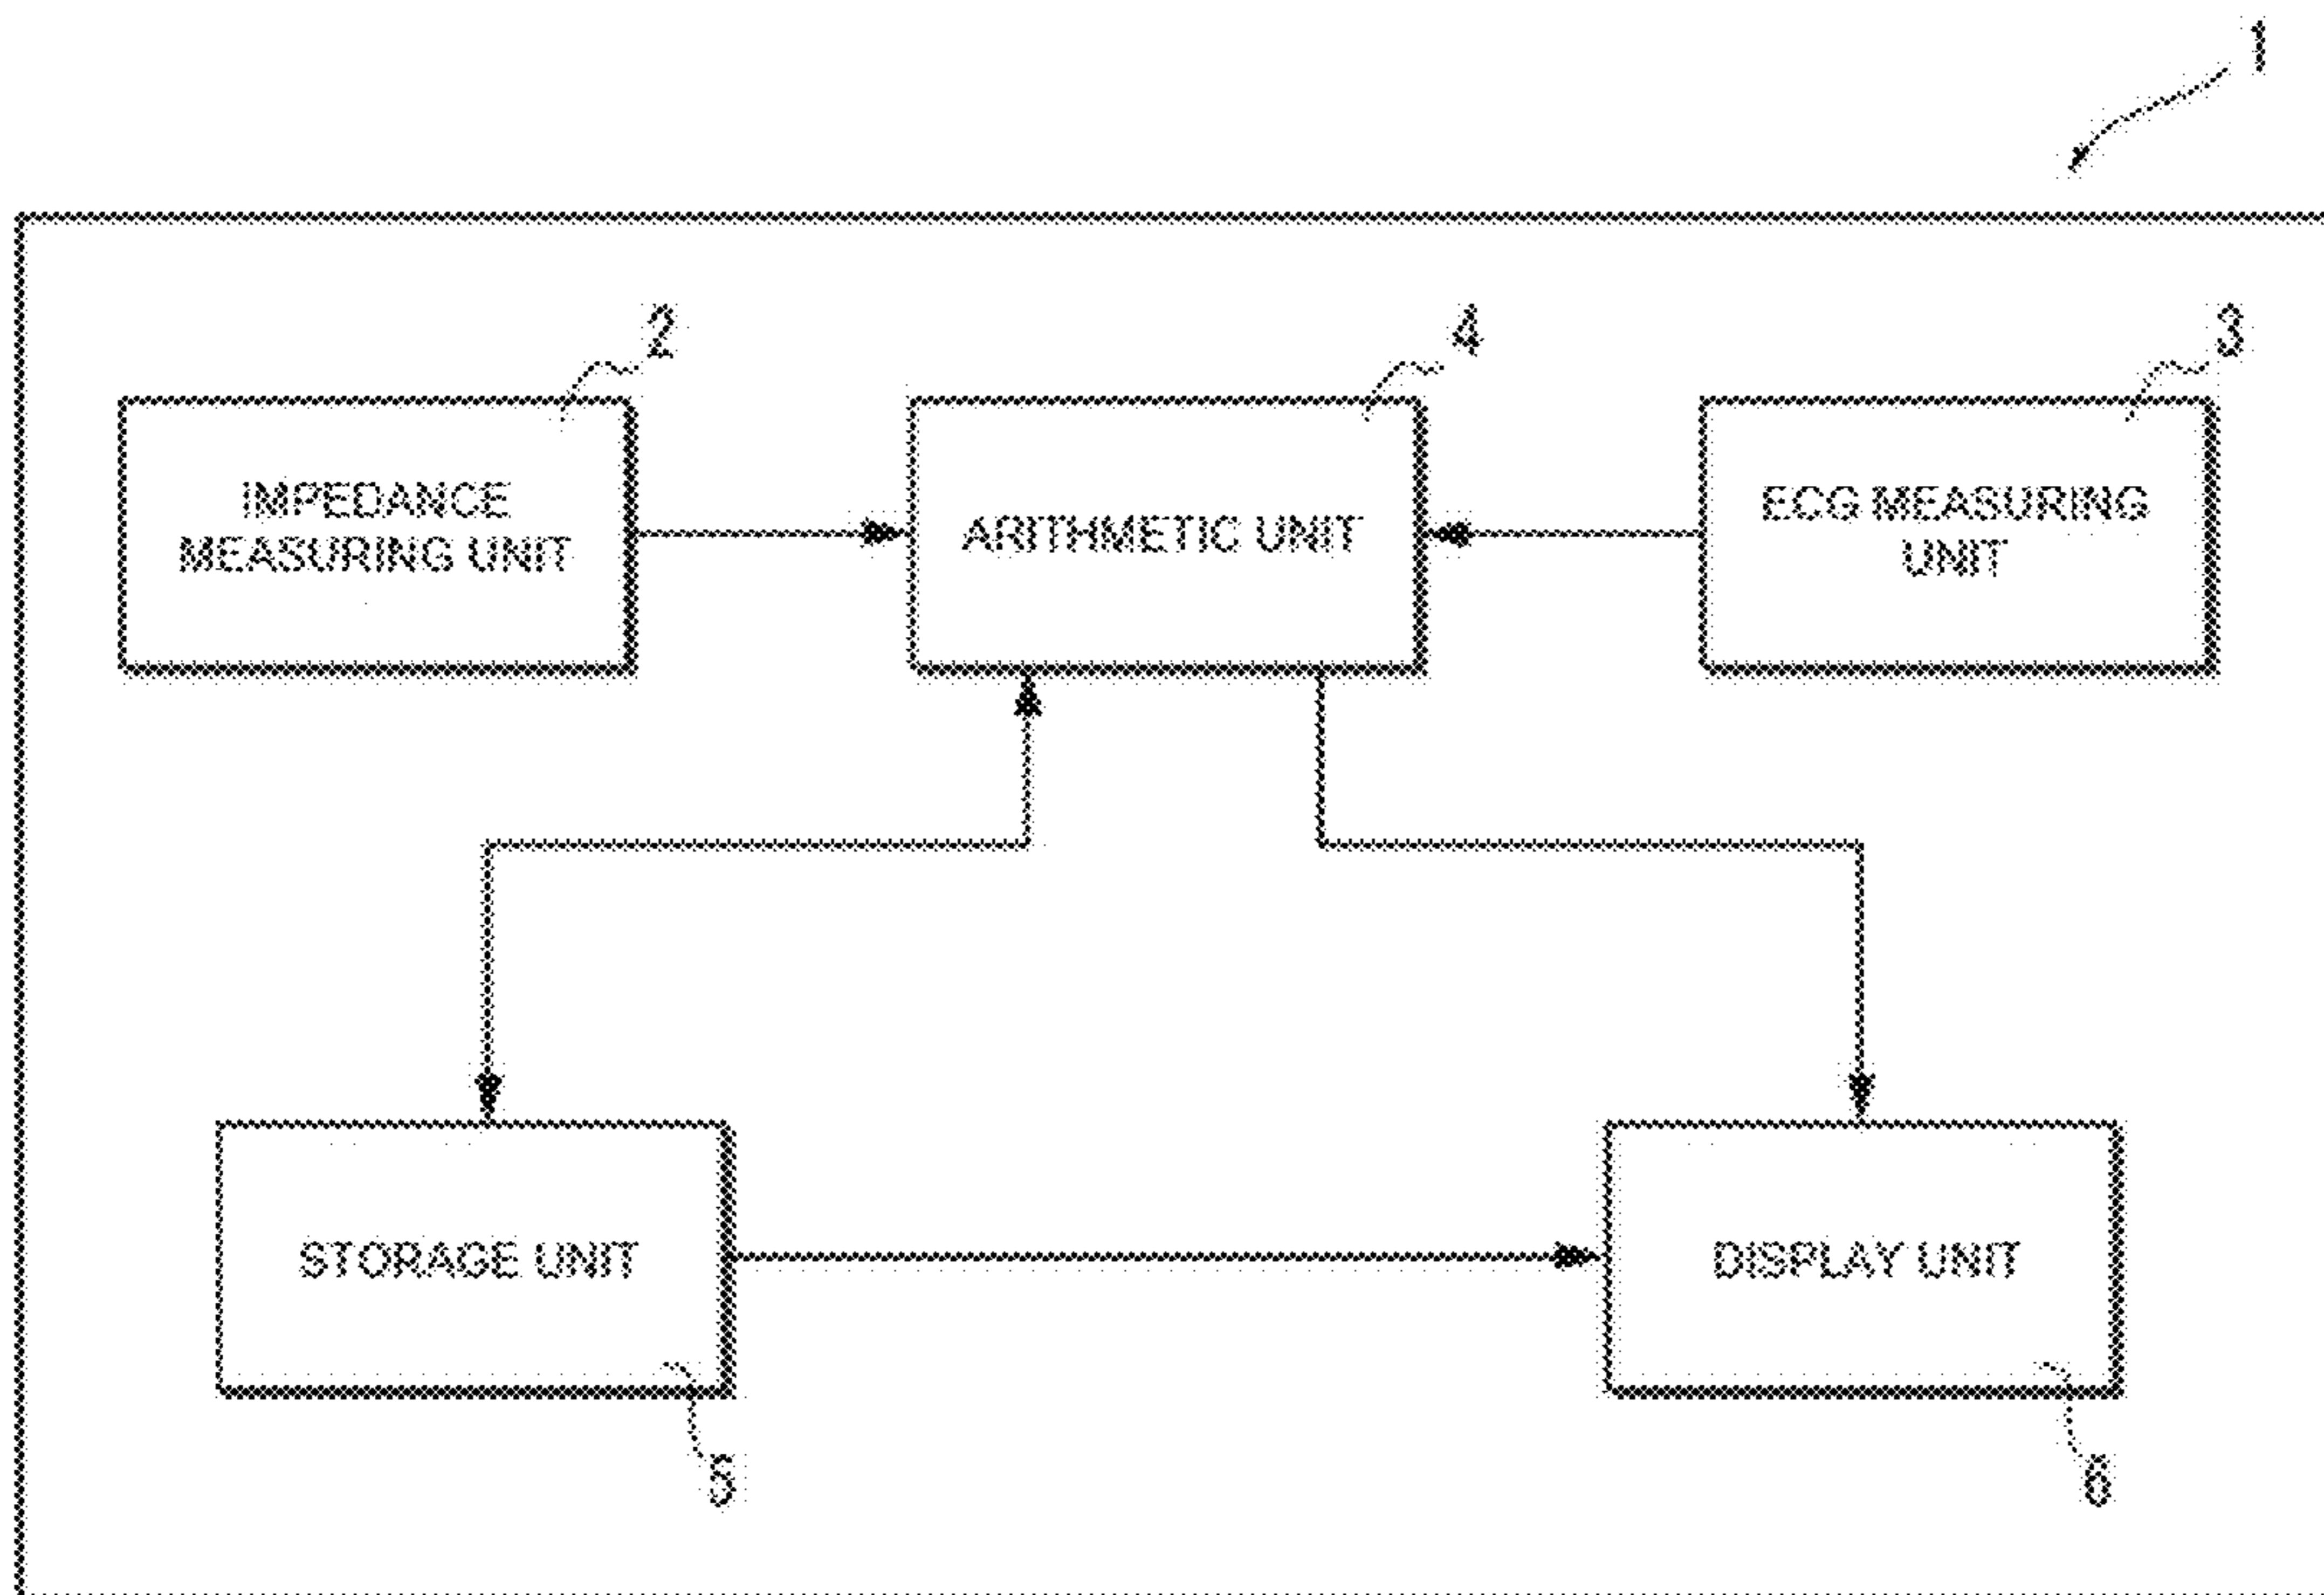 1
2
4
3
IMPEDANCE
MEASURING UNIT
ARITHMETIC UNIT
ECG MEASURING
UNIT
STORAGE UNIT
DISPLAY UNIT
5
6